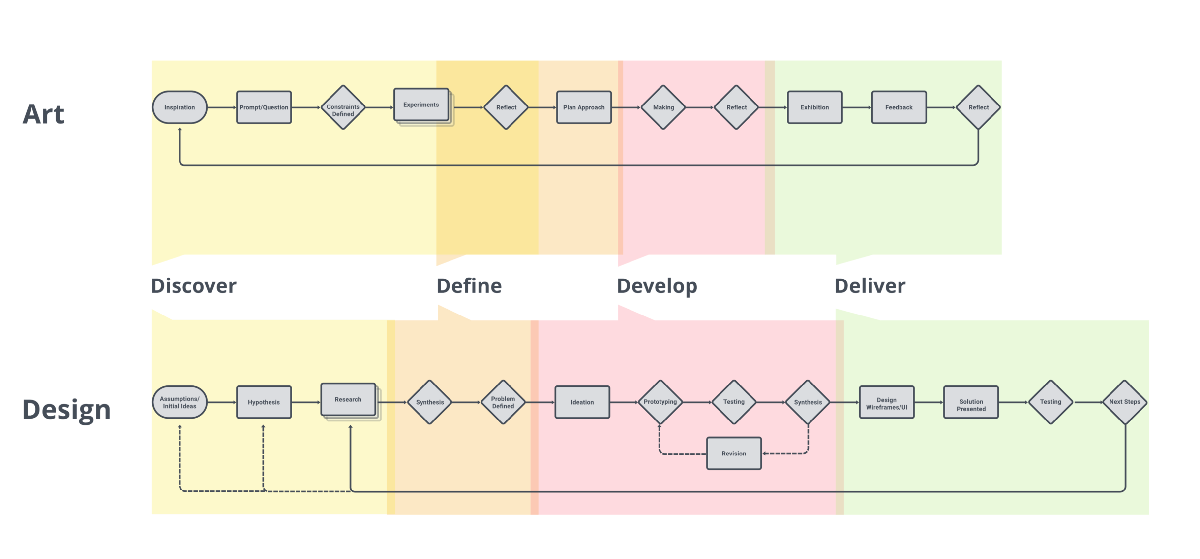 Art
Inspiration
Prompt/Question
Constraints
Defined
Experiments
Reflect
Plan Approach
Making
Reflect
Exhibition
Feedback
Reflect
Discover
Define
Develop
Deliver
Design
Assumptions/
Initial Ideas
Hypothesis
Research
Synthesis
Problem
Defined
Ideation
Prototyping
Testing
Synthesis
Design
Wireframes/UI
Solution
Presented
Testing
Next Steps
Revision